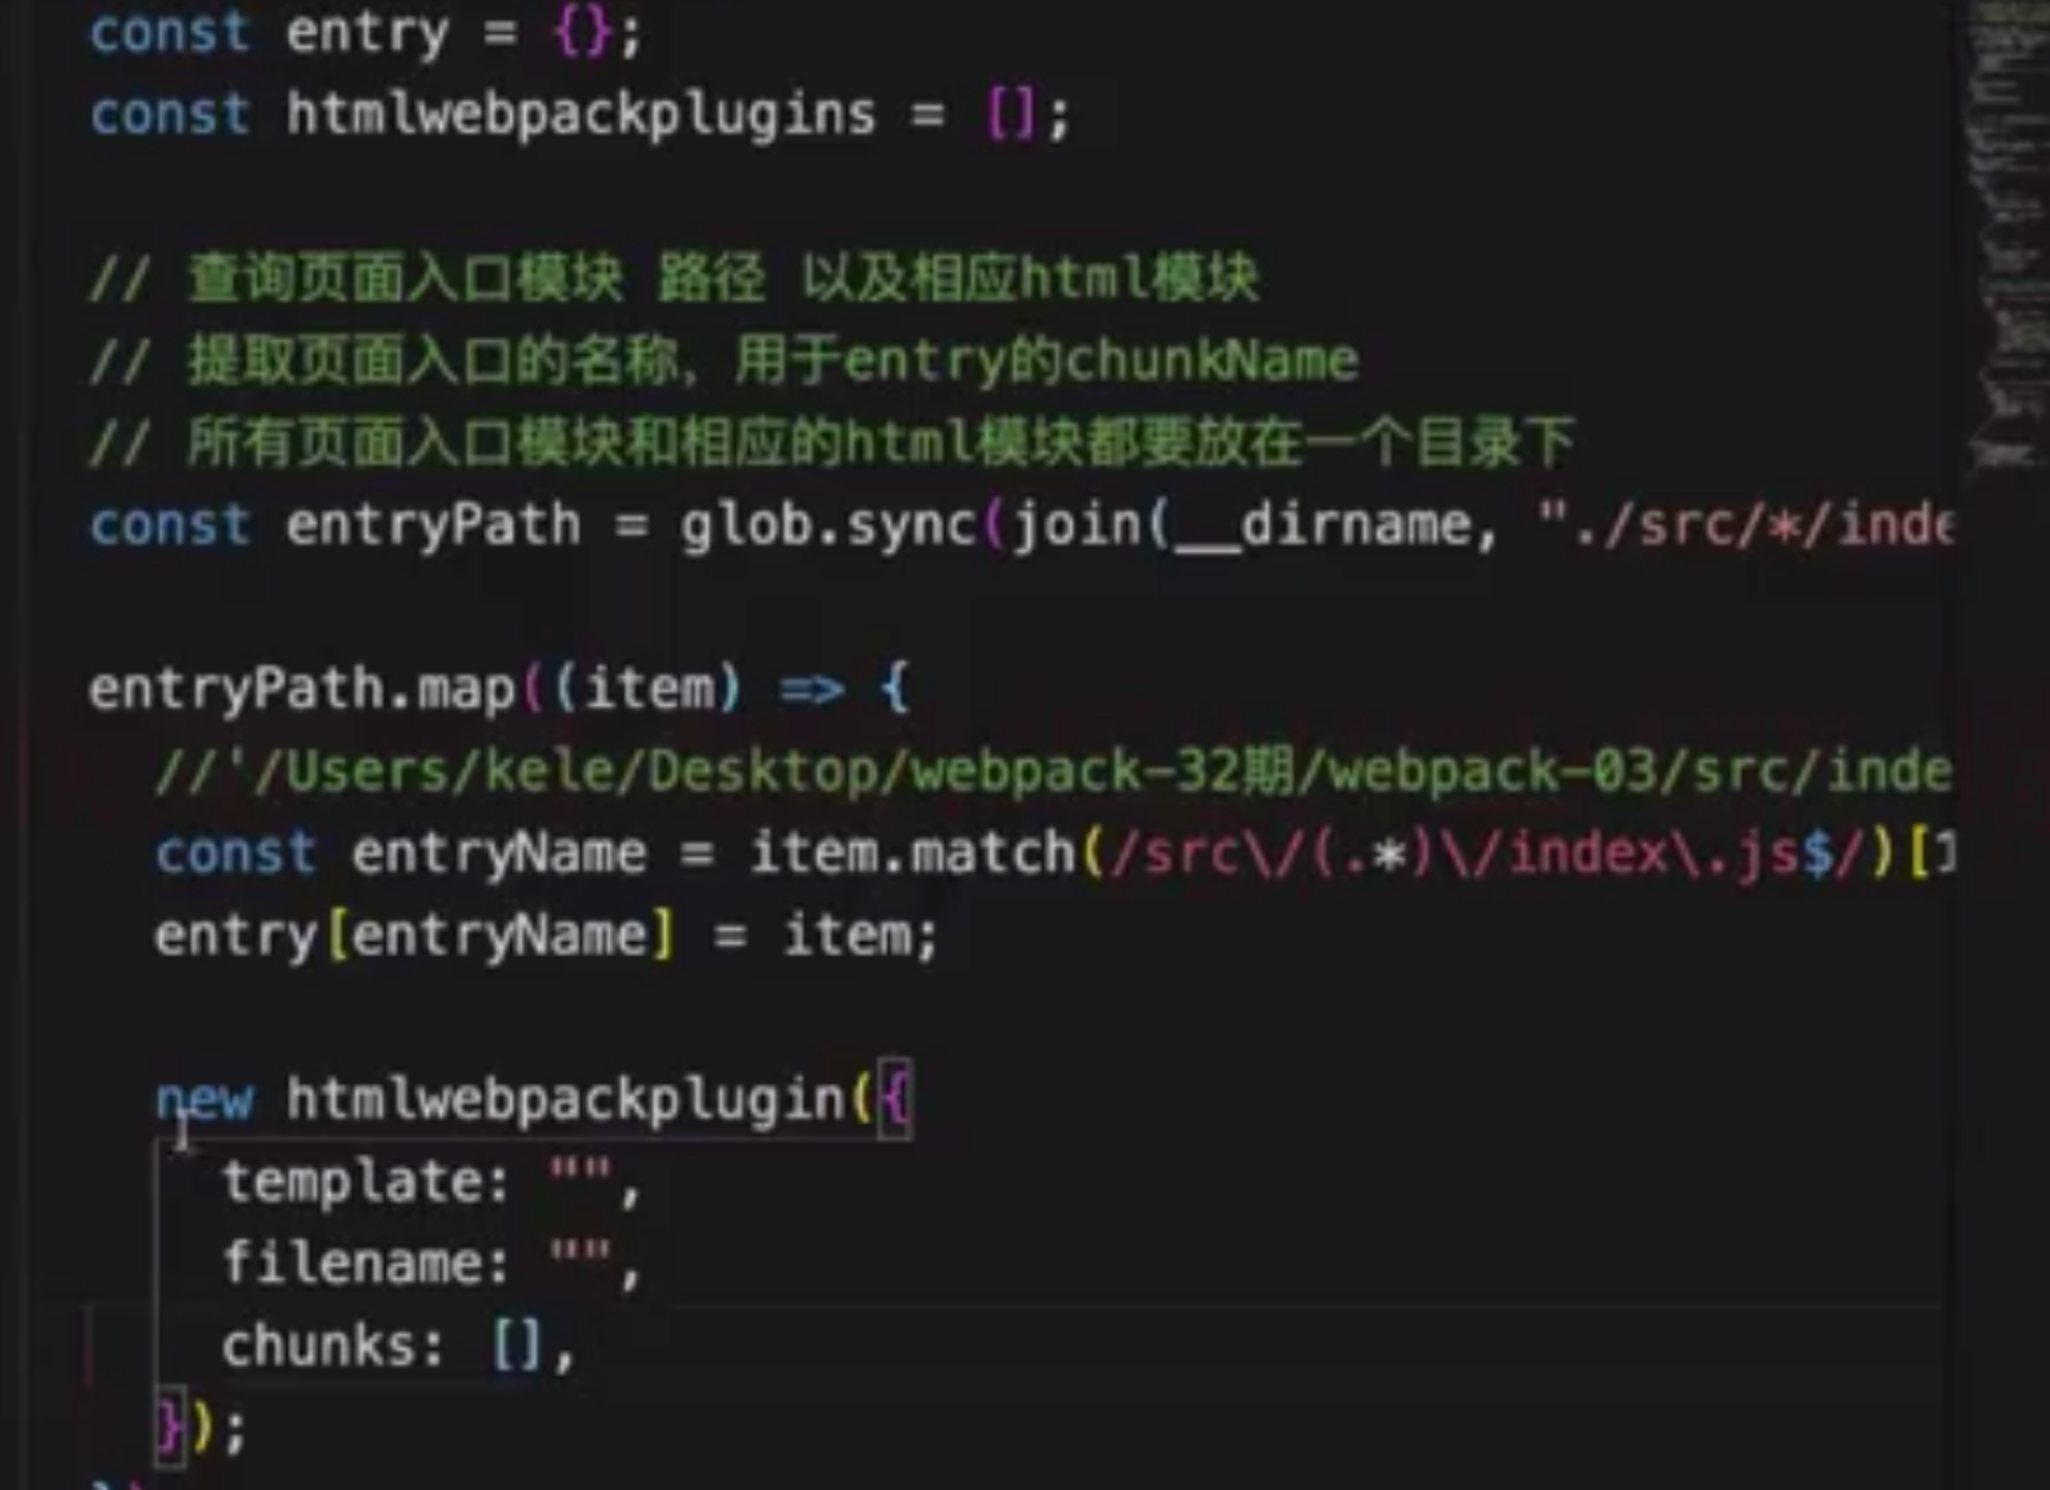 const entry = {};
const htmlwebpackplugins = [];
// 查询页面入口模块 路径 以及相应html模块
// 提取页面入口的名称，用于entry的chunkName
// 所有页面入口模块和相应的html模块都要放在一个目录下
const entryPath = glob.sync(join(__dirname, "./src/*/inde
entryPath.map((item) => {
//'/Users/kele/Desktop/webpack-32期/webpack-03/src/inde
const entryName = item.match(/src\/(.*)\/index\.js$/)[1
entry[entryName] = item;
new htmlwebpackplugin({
template: "",
filename: "",
chunks: [],
});